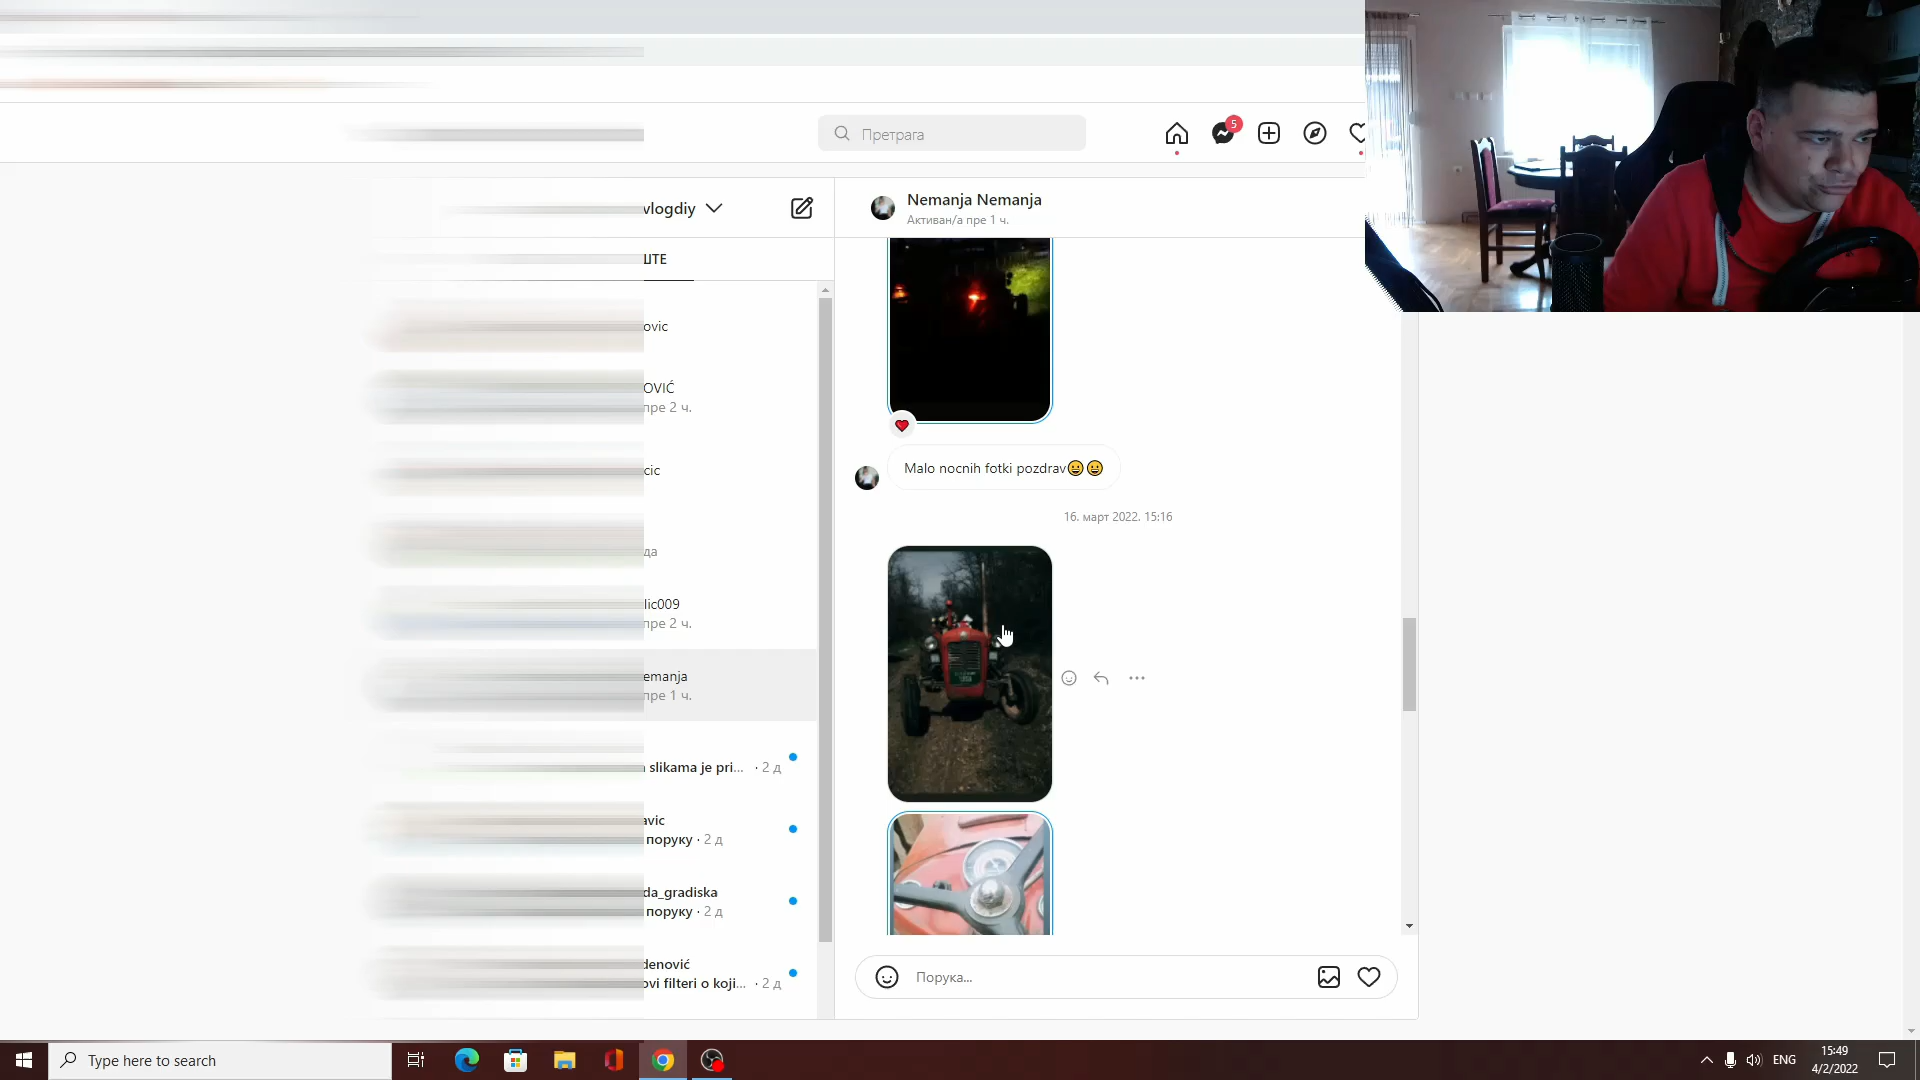 Претрага
5
vlogdiy
Nemanja Nemanja
Активан/а пре 1 ч.
ШТЕ
ovic
OVIĆ
пре 2 ч.
Malo nocnih fotki pozdrav😀😀
cic
16. март 2022. 15:16
да
lic009
пре 2 ч.
emanja
пре 1 ч.
slikama je pri... · 2 д
avic
поруку · 2 д
da_gradiska
поруку · 2 д
denović
ovi filteri o koji... · 2 д
Порука...
Type here to search
ENG
15:49
4/2/2022